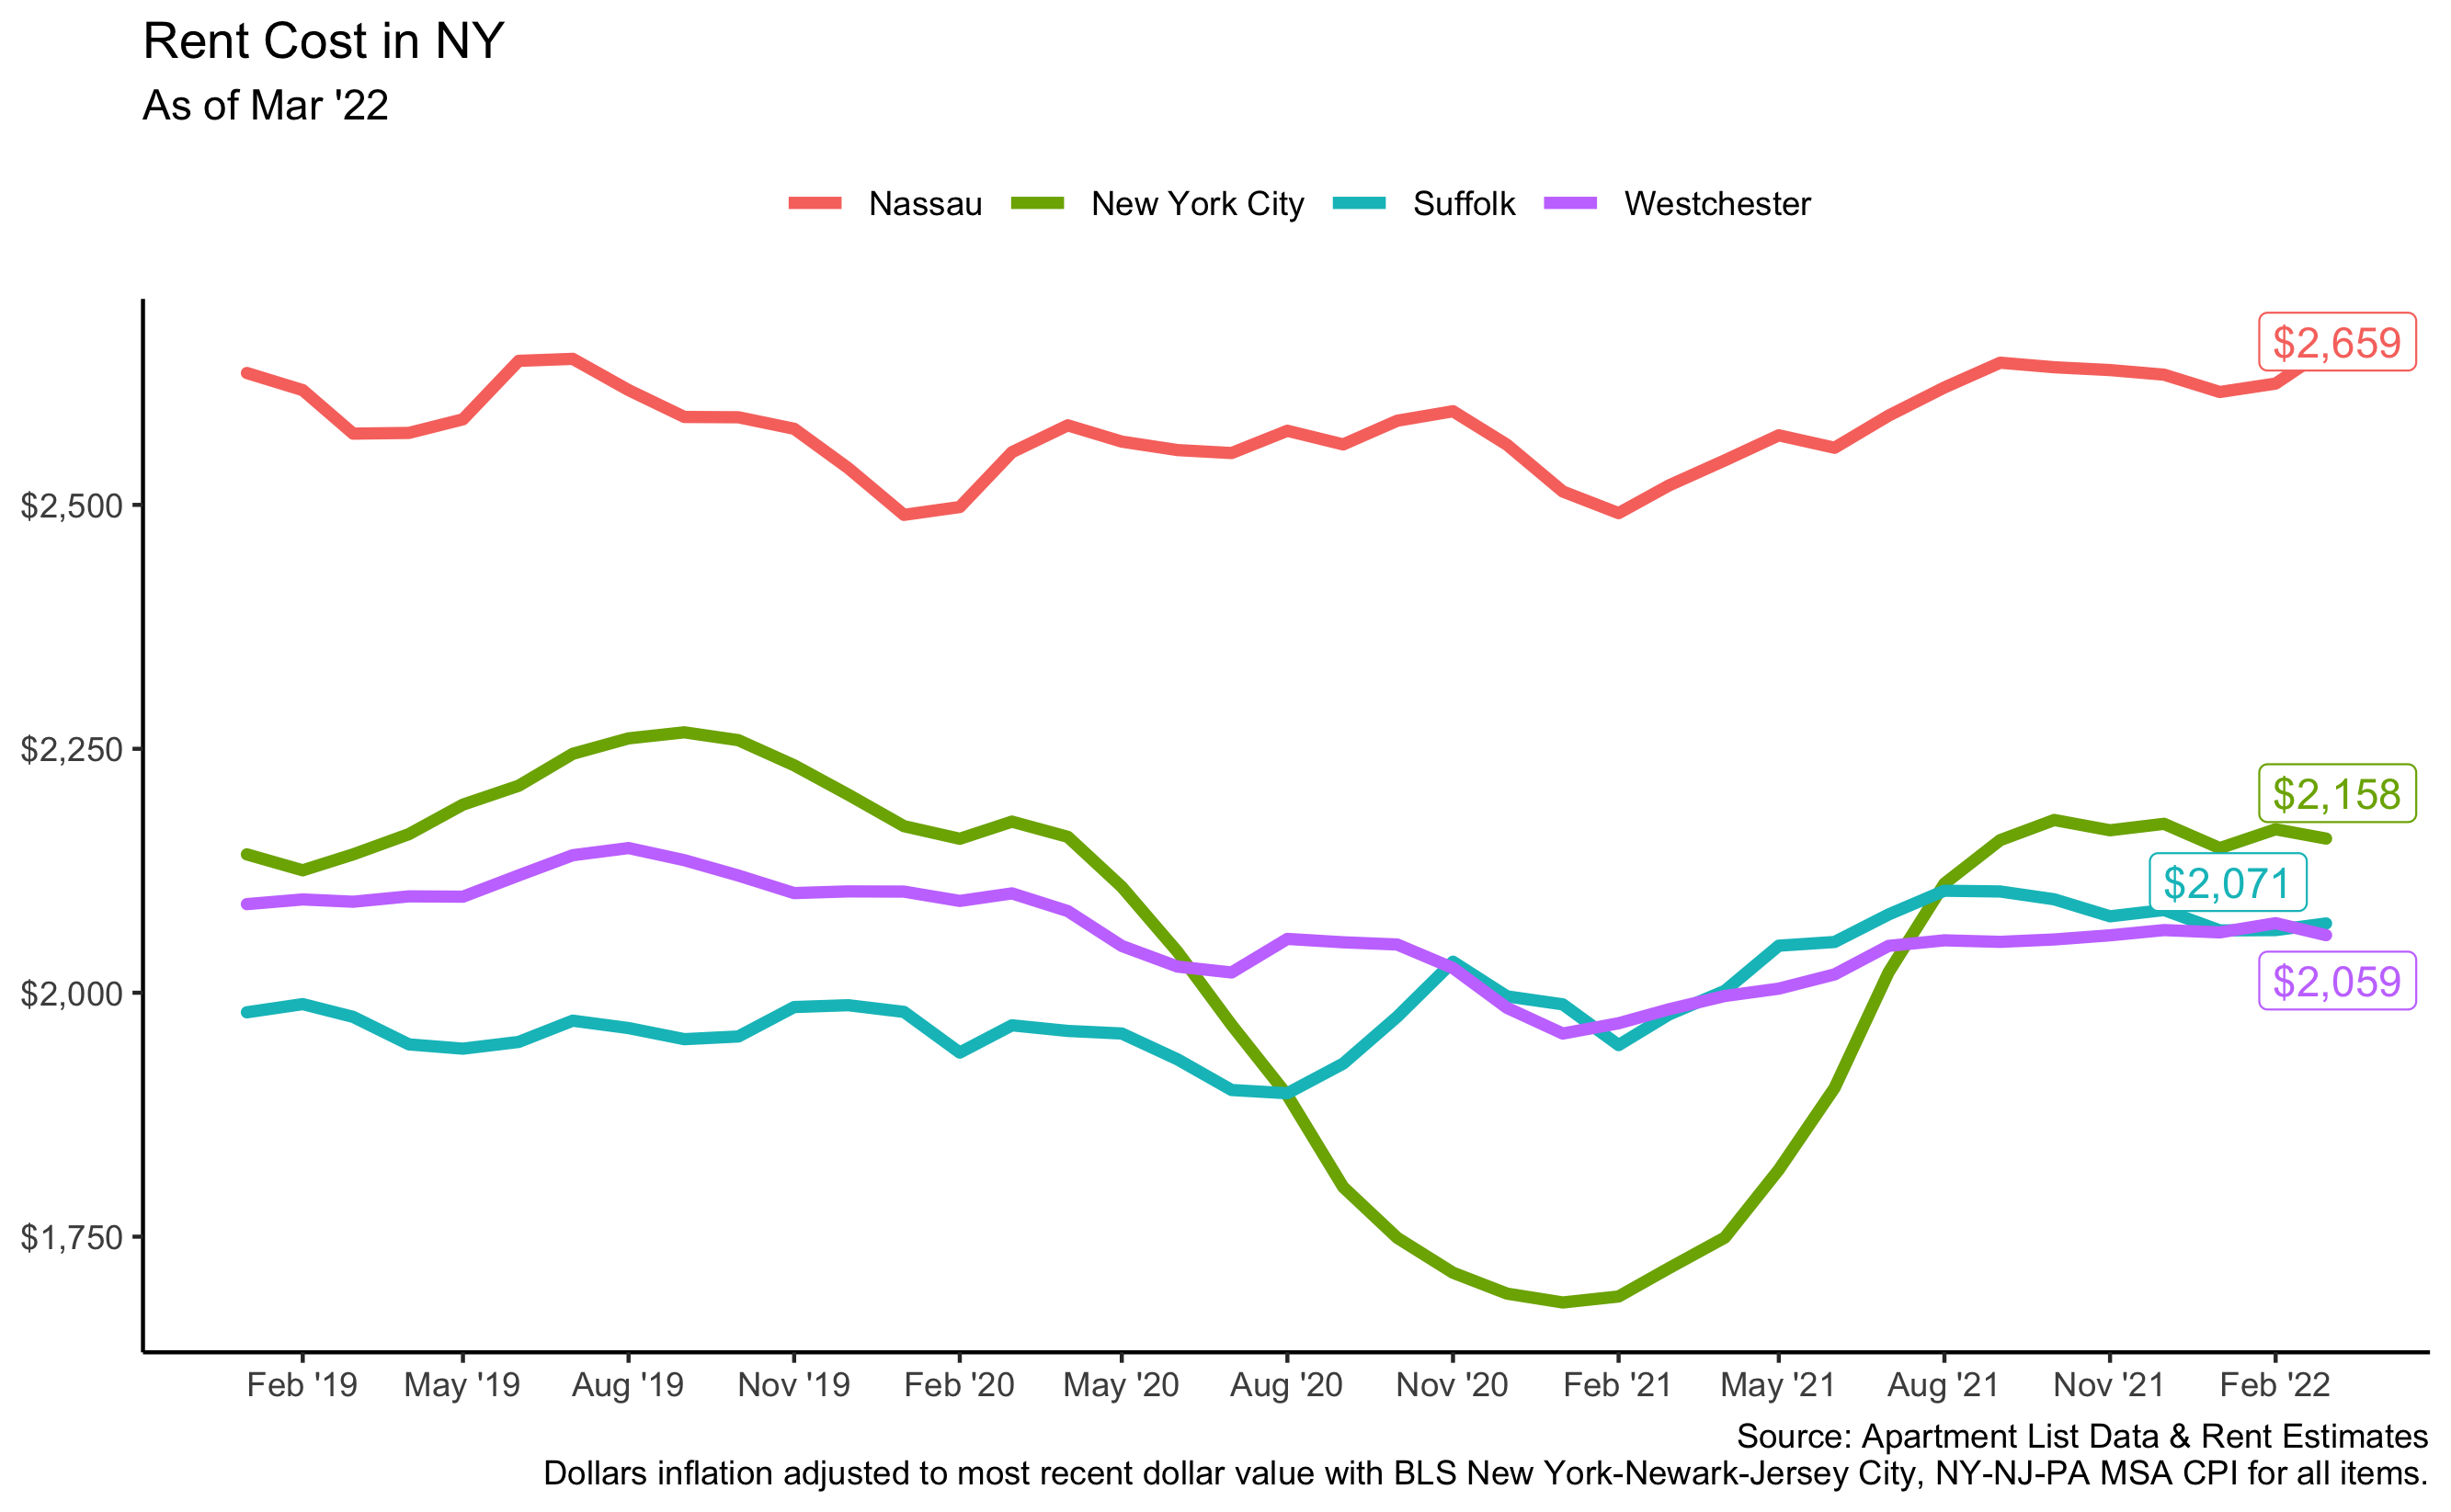 Rent Cost in NY
As of Mar '22
Nassau New York City Suffolk Westchester
$2,659
$2,500
$2,250
$2,158
$2,071
$2,000
$2,059
$1,750
Feb '19 May '19 Aug '19 Nov '19 Feb '20 May '20 Aug '20 Nov '20 Feb '21 May '21 Aug '21 Nov '21 Feb '22
Source: Apartment List Data & Rent Estimates
Dollars inflation adjusted to most recent dollar value with BLS New York-Newark-Jersey City, NY-NJ-PA MSA CPI for all items.